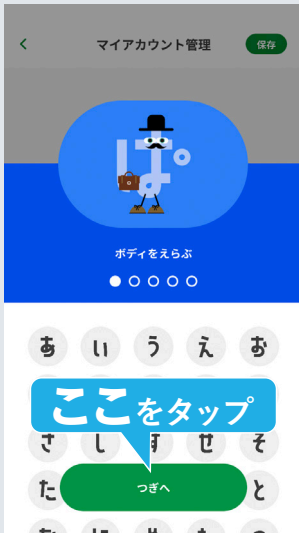 マイアカウント管理
保存
ぱ
ボディをえらぶ
あ い う え お
ここをタップ
さ し す せ そ
た
つぎへ
と